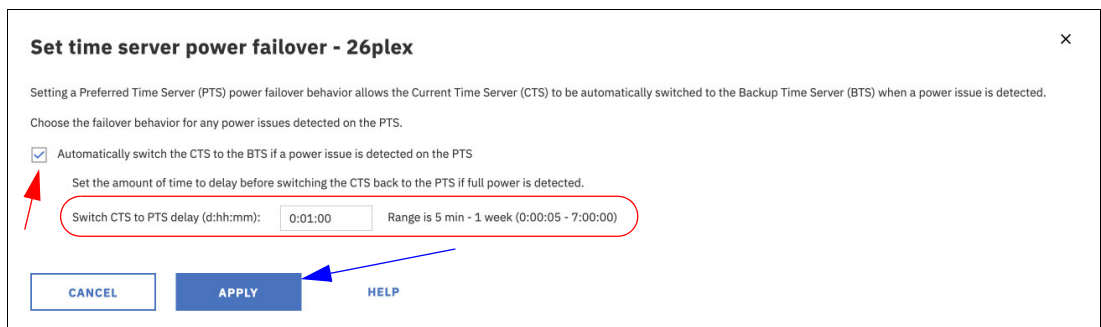 Set time server power failover - 26plex
Setting a Preferred Time Server (PTS) power failover behavior allows the Current Time Server (CTS) to be automatically switched to the Backup Time Server (BTS) when a power issue is detected.
Choose the failover behavior for any power issues detected on the PTS.
Automatically switch the CTS to the BTS if a power issue is detected on the PTS
Set the amount of time to delay before switching the CTS back to the PTS if full power is detected.
Switch CTS to PTS delay (d:hh:mm): 0:01:00 Range is 5 min - 1 week (0:00:05 - 7:00:00)
CANCEL APPLY HELP